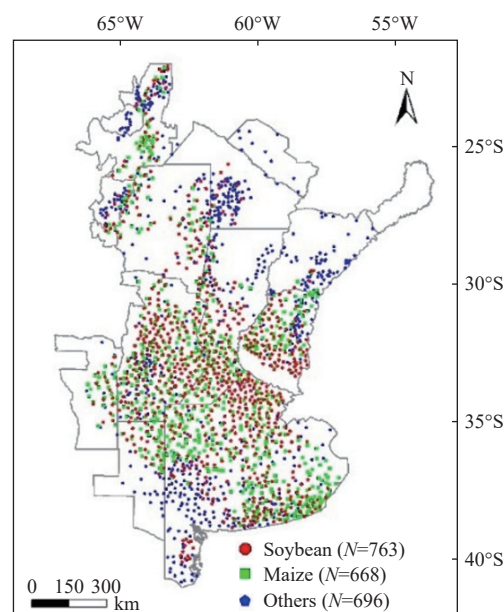 65°W 60°W 55°W
N
25°S
30°S
35°S
40°S
Soybean (N=763)
Maize (N=668)
Others (N=696)
0 150 300
km